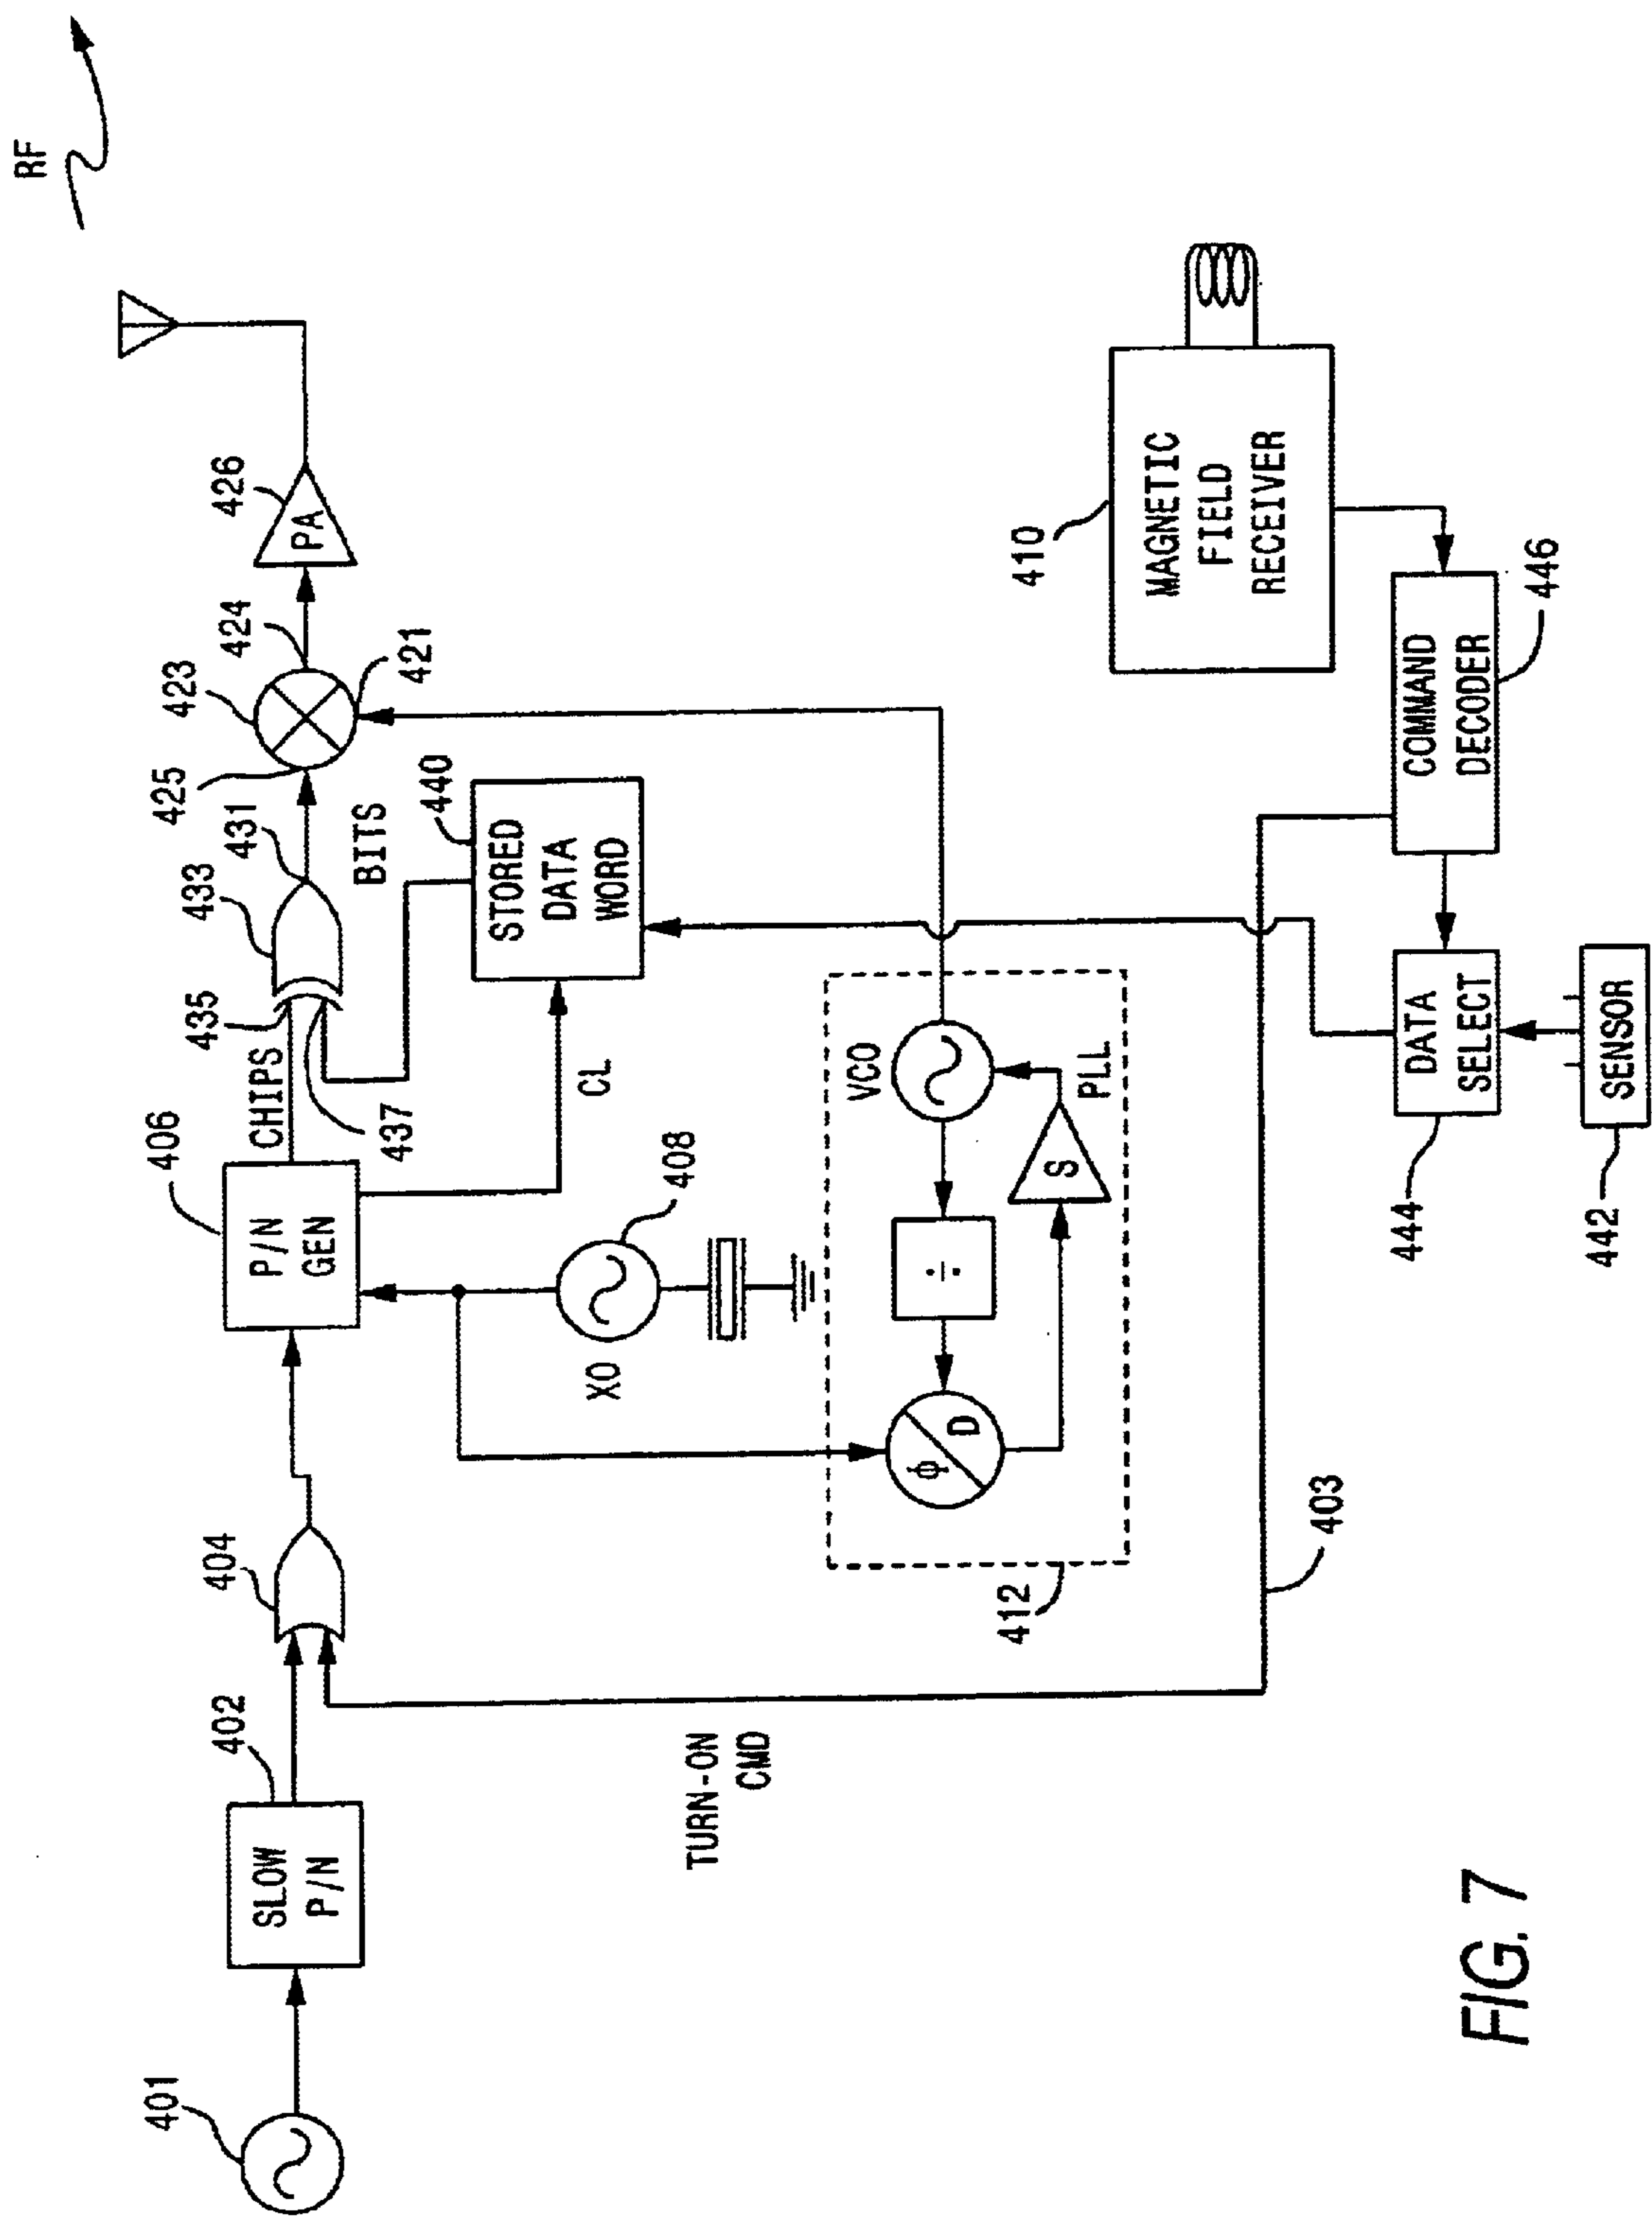 RF
426
PA
424
423
421
425
431
433
435
BITS
440
STORED
DATA
WORD
CHIPS
437
406
P/N
GEN
CL
408
XO
404
402
SLOW
P/N
401
TURN-ON
CMD
VCO
PLL
÷
S
ϕ
D
412
403
410
MAGNETIC
FIELD
RECEIVER
COMMAND
DECODER
446
DATA
SELECT
444
SENSOR
442
FIG. 7